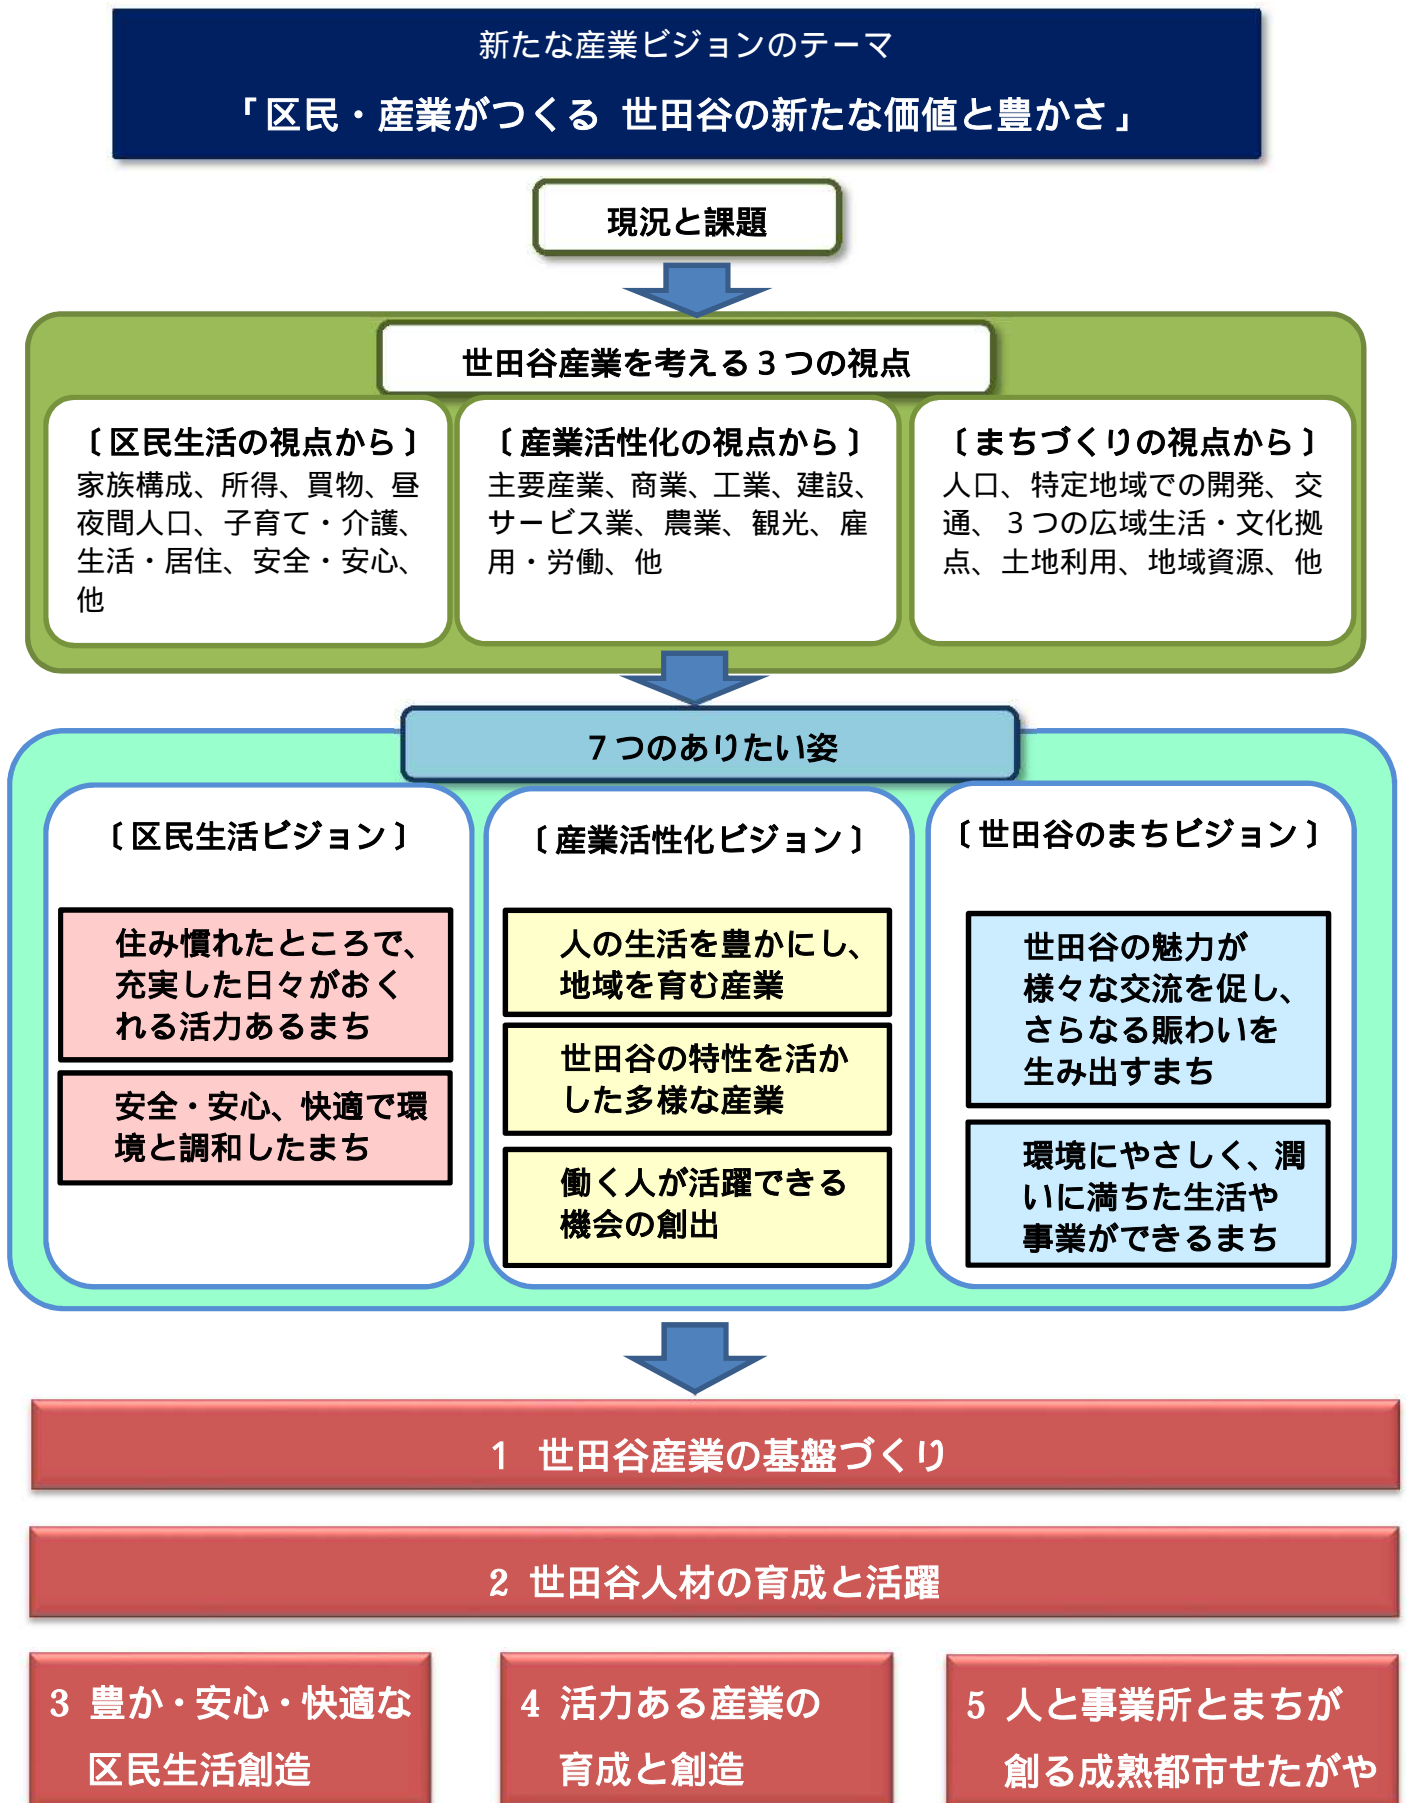 新たな産業ビジョンのテーマ
「区民・産業がつくる 世田谷の新たな価値と豊かさ」
現況と課題
世田谷産業を考える３つの視点
〔区民生活の視点から〕
家族構成、所得、買物、昼
夜間人口、子育て・介護、
生活・居住、安全・安心、
他
〔産業活性化の視点から〕
主要産業、商業、工業、建設、
サービス業、農業、観光、雇
用・労働、他
〔まちづくりの視点から〕
人口、特定地域での開発、交
通、３つの広域生活・文化拠
点、土地利用、地域資源、他
７つのありたい姿
〔区民生活ビジョン〕
住み慣れたところで、
充実した日々がおく
れる活力あるまち
安全・安心、快適で環
境と調和したまち
〔産業活性化ビジョン〕
人の生活を豊かにし、
地域を育む産業
世田谷の特性を活か
した多様な産業
働く人が活躍できる
機会の創出
〔世田谷のまちビジョン〕
世田谷の魅力が
様々な交流を促し、
さらなる賑わいを
生み出すまち
環境にやさしく、潤
いに満ちた生活や
事業ができるまち
１ 世田谷産業の基盤づくり
2 世田谷人材の育成と活躍
3 豊か・安心・快適な
区民生活創造
4 活力ある産業の
育成と創造
5 人と事業所とまちが
創る成熟都市せたがや